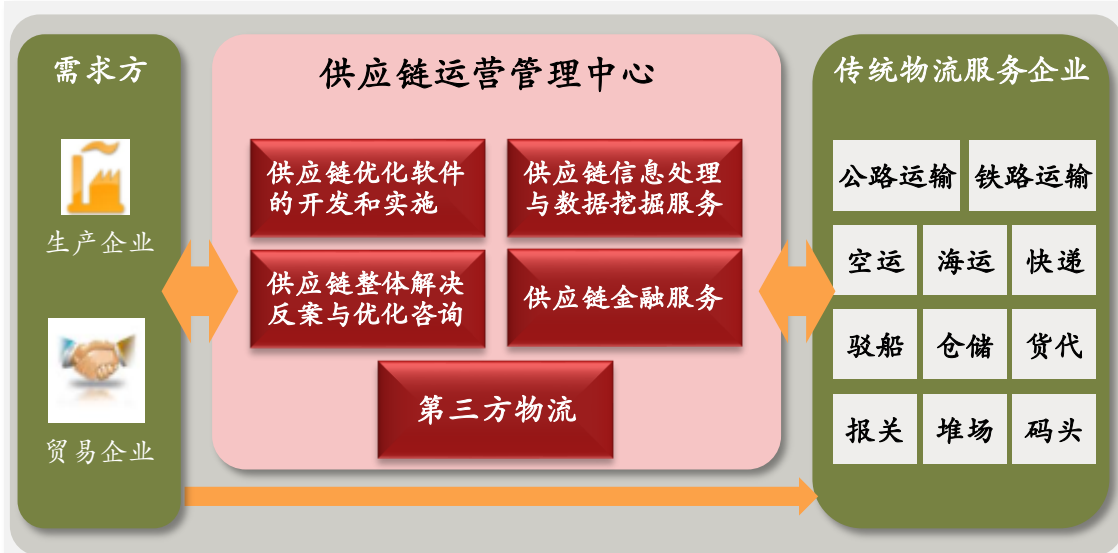 需求方
生产企业
贸易企业
供应链运营管理中心
供应链优化软件
的开发和实施
供应链信息处理
与数据挖掘服务
供应链整体解决
反案与优化咨询
供应链金融服务
第三方物流
传统物流服务企业
公路运输
铁路运输
空运
海运
快递
驳船
仓储
货代
报关
堆场
码头